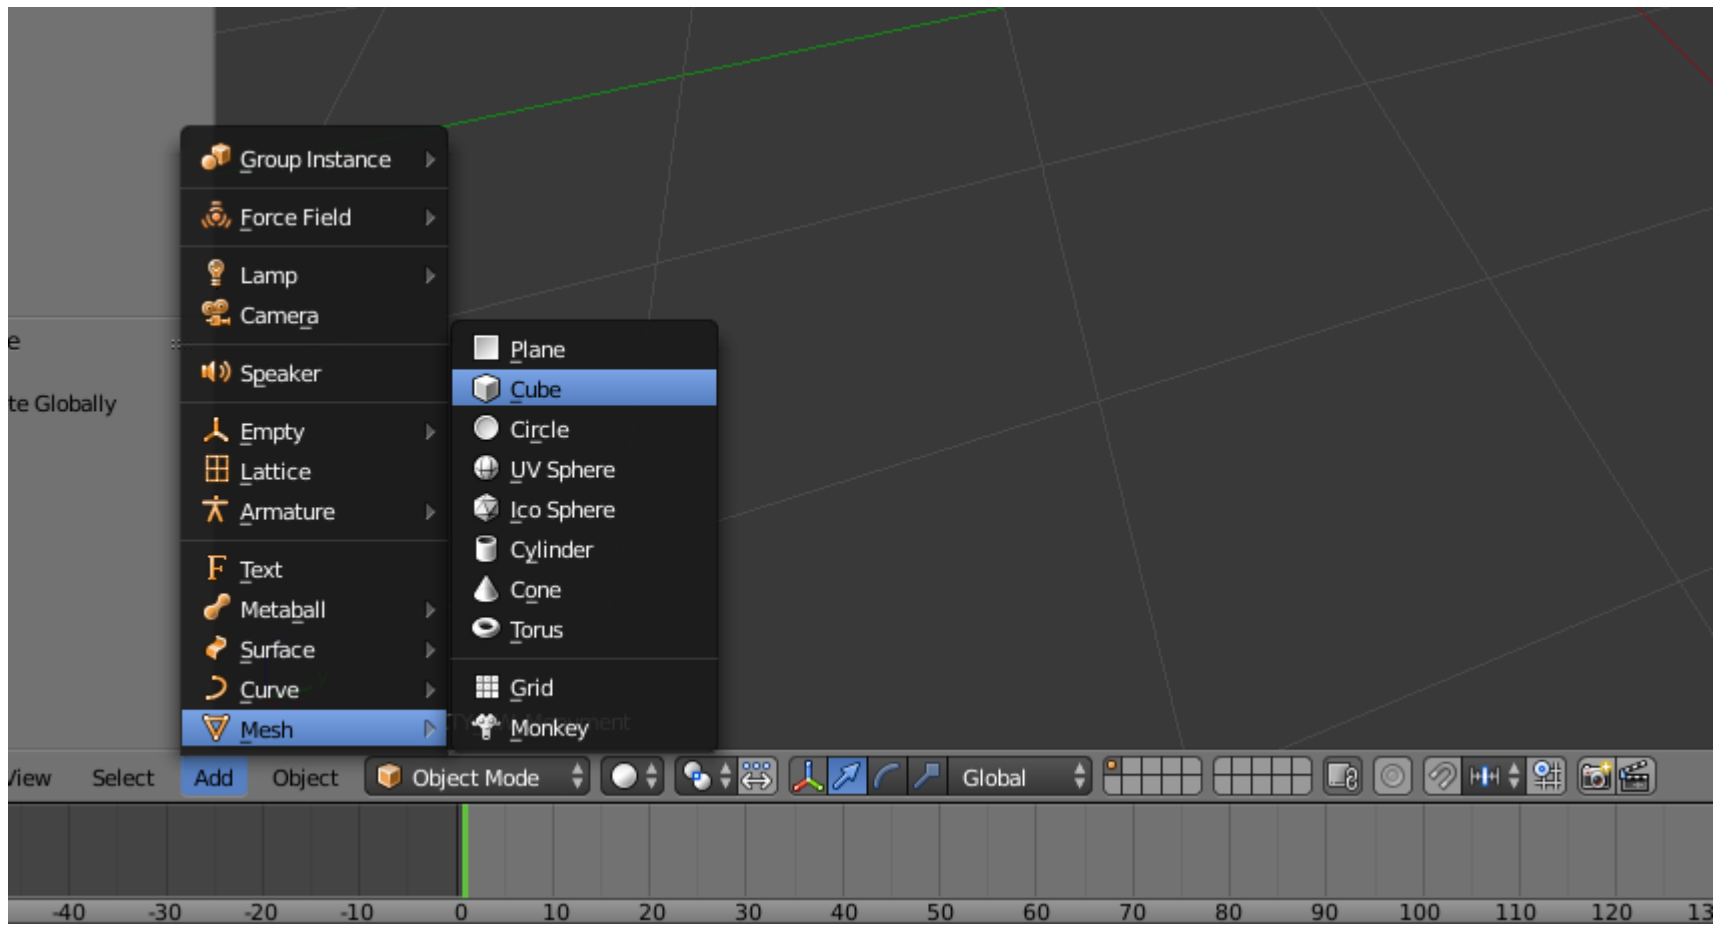 Group Instance
Force Field
Lamp
Camera
Speaker
te Globally
Empty
Lattice
Armature
Text
Metaball
Surface
Curve
Mesh
Plane
Cube
Circle
UV Sphere
Ico Sphere
Cylinder
Cone
Torus
Grid
Monkey
View Select Add Object Object Mode Global
-40 -30 -20 -10 0 10 20 30 40 50 60 70 80 90 100 110 120 13